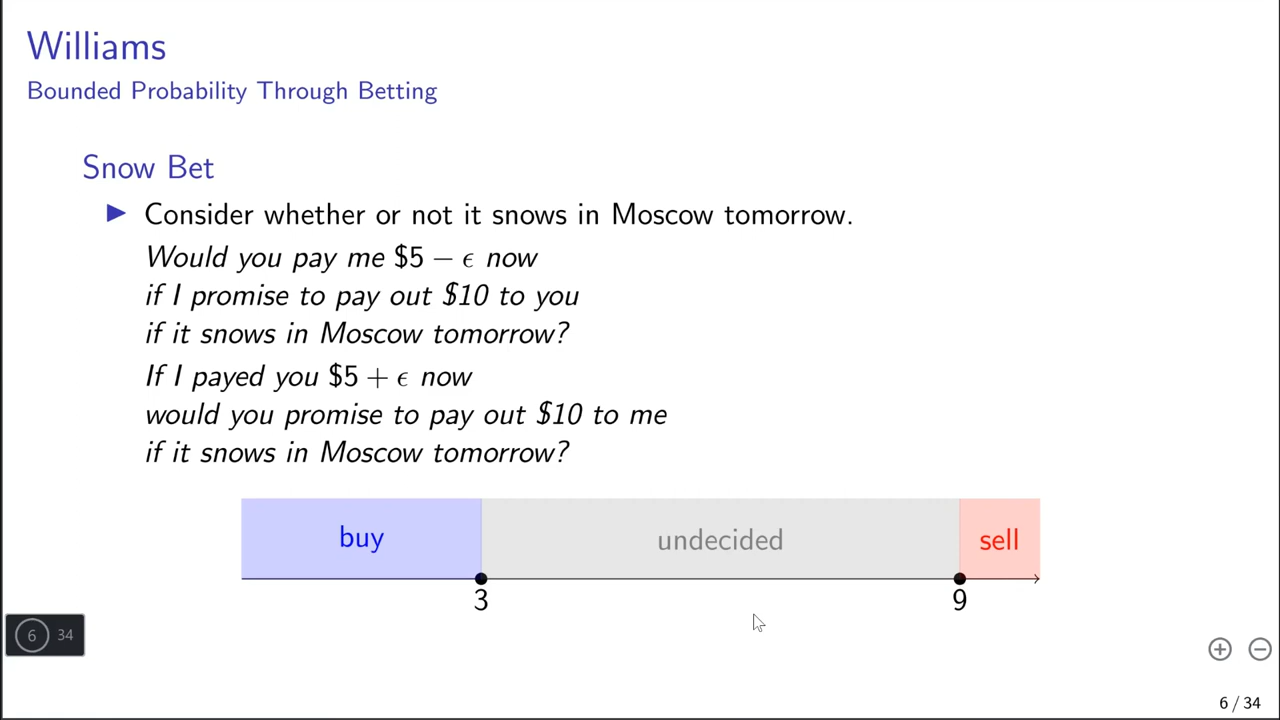 Williams
Bounded Probability Through Betting
Snow Bet
Consider whether or not it snows in Moscow tomorrow.
Would you pay me $5 − ϵ now
if I promise to pay out $10 to you
if it snows in Moscow tomorrow?
If I payed you $5 + ϵ now
would you promise to pay out $10 to me
if it snows in Moscow tomorrow?
buy
undecided
sell
3
9
6 34
6 / 34